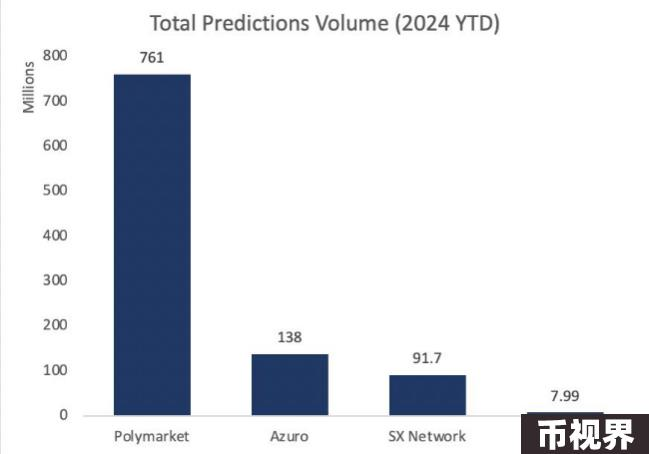 Total Predictions Volume (2024 YTD)
Millions
800
700
600
500
400
300
200
100
0
761
138
91.7
7.99
Polymarket
Azuro
SX Network
币视界